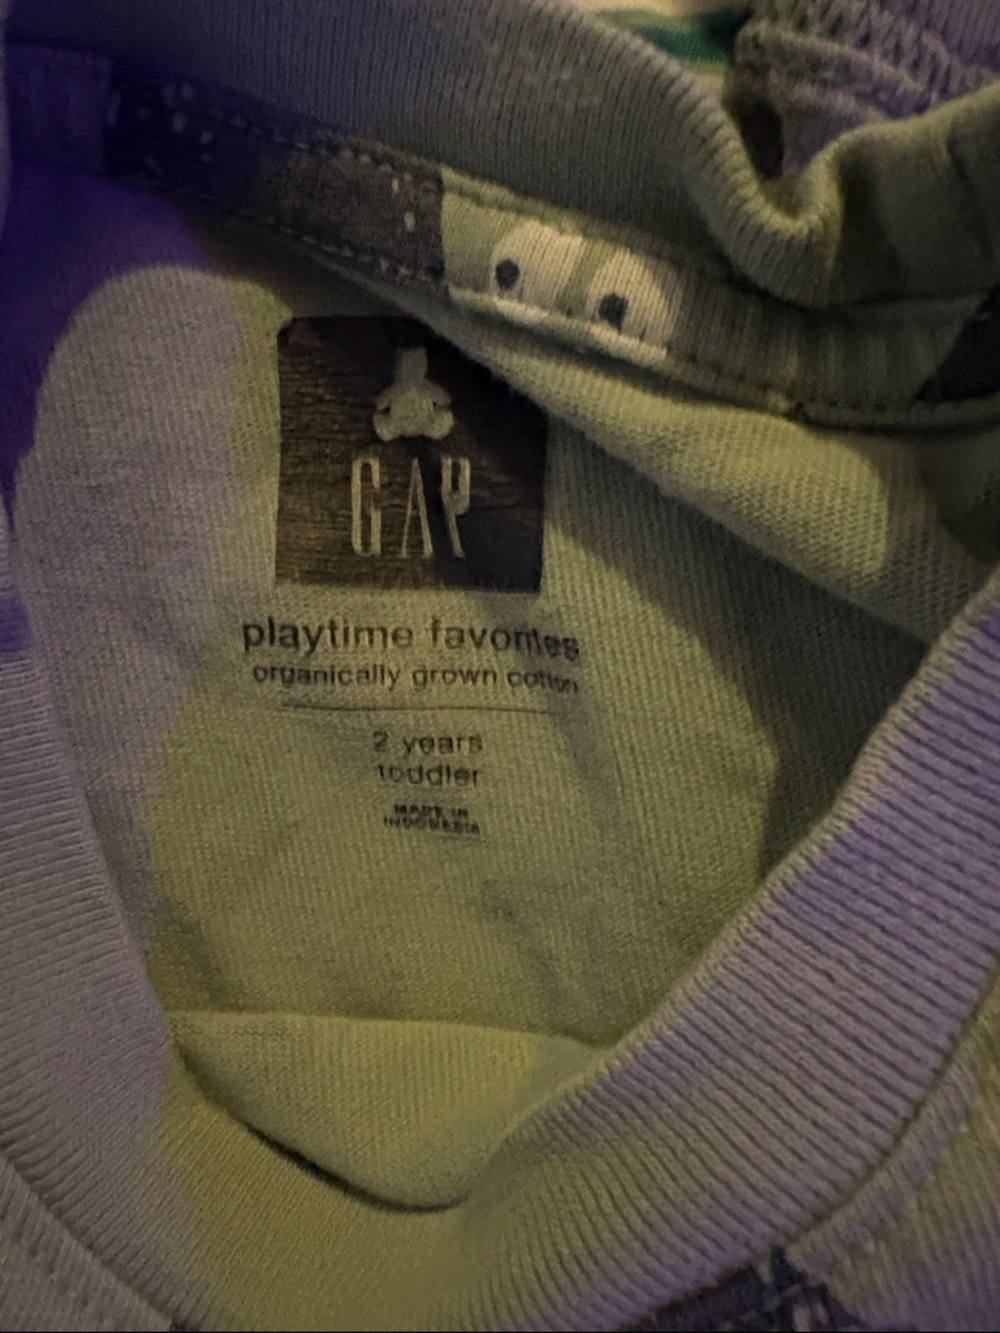 GAP
playtime favorites
organically grown cotton
2 years
toddler
MADE IN
INDONESIA